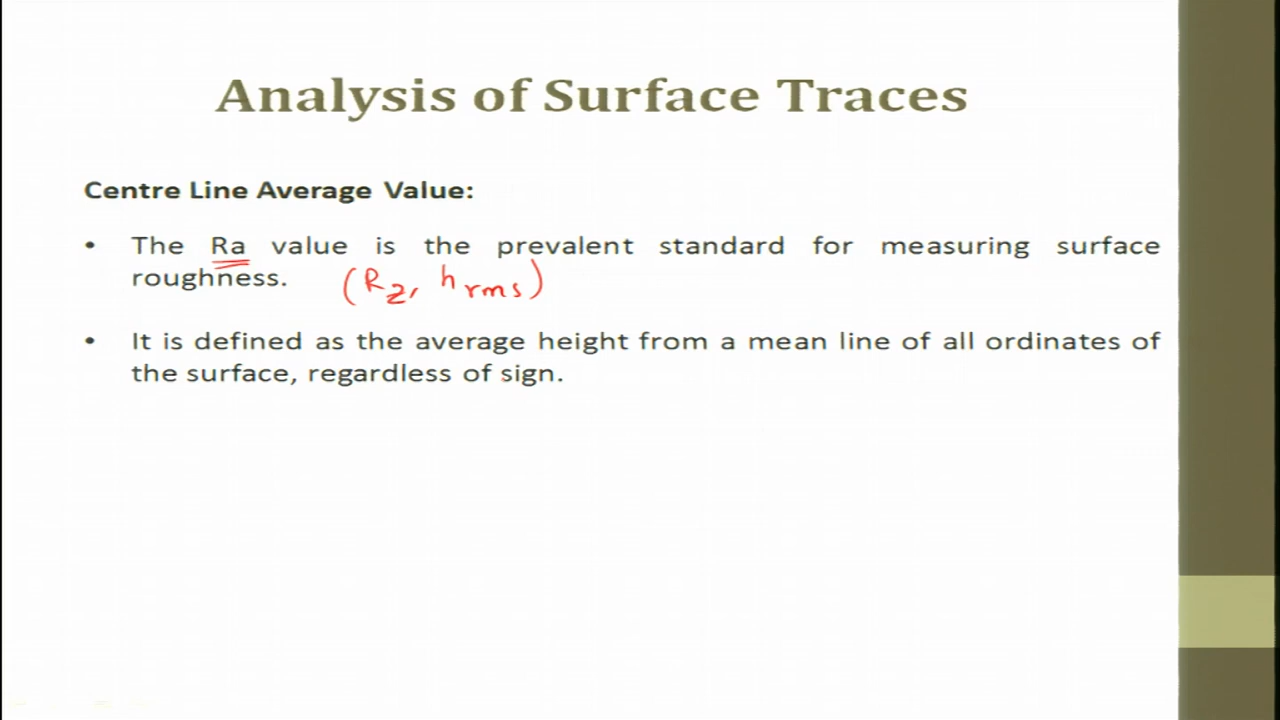 Analysis of Surface Traces
Centre Line Average Value:
• The Ra value is the prevalent standard for measuring surface
roughness. (Rz, hrms)
• It is defined as the average height from a mean line of all ordinates of
the surface, regardless of sign.